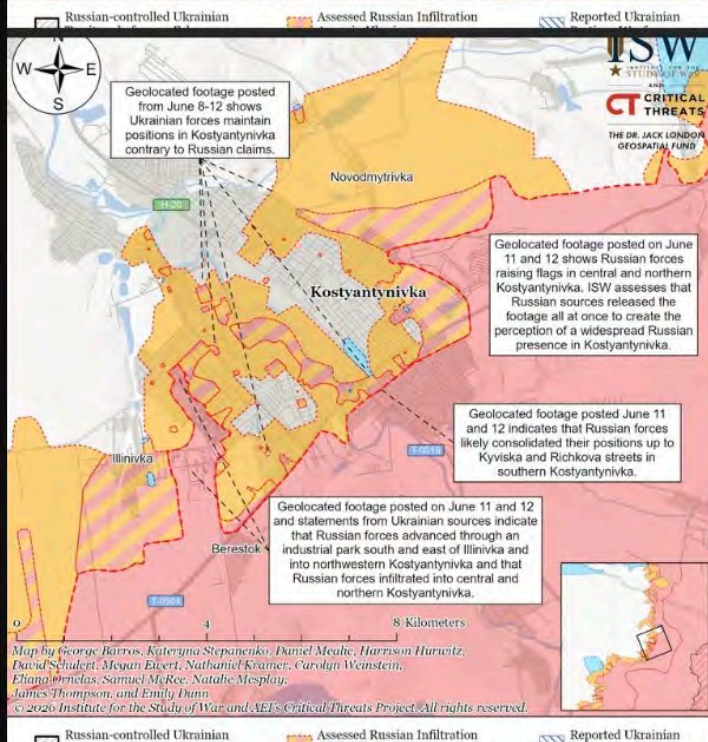 Russian-controlled Ukrainian
Assessed Russian Infiltration
Reported Ukrainian
N
W
E
S
ISW
INSTITUTE FOR THE
STUDY OF WAR
AND
CT CRITICAL
THREATS
THE DR. JACK LONDON
GEOSPATIAL FUND
Geolocated footage posted
from June 8-12 shows
Ukrainian forces maintain
positions in Kostyantynivka
contrary to Russian claims.
Novodmytrivka
H-20
Geolocated footage posted on June
11 and 12 shows Russian forces
raising flags in central and northern
Kostyantynivka. ISW assesses that
Russian sources released the
footage all at once to create the
perception of a widespread Russian
presence in Kostyantynivka.
Kostyantynivka
Geolocated footage posted June 11
and 12 indicates that Russian forces
likely consolidated their positions up to
Kyviska and Richkova streets in
southern Kostyantynivka.
T-0516
Illinivka
Geolocated footage posted on June 11 and 12
and statements from Ukrainian sources indicate
that Russian forces advanced through an
industrial park south and east of Illinivka and
into northwestern Kostyantynivka and that
Russian forces infiltrated into central and
northern Kostyantynivka.
Berestok
T-0504
0
4
8 Kilometers
Map by George Barros, Kateryna Stepanenko, Daniel Mealie, Harrison Hurwitz,
David Schulert, Megan Ewert, Nathaniel Kramer, Carolyn Weinstein,
Eliana Ornelas, Samuel McRee, Natalie Mesplay,
James Thompson, and Emily Dunn
© 2026 Institute for the Study of War and AEI's Critical Threats Project. All rights reserved.
Russian-controlled Ukrainian
Assessed Russian Infiltration
Reported Ukrainian